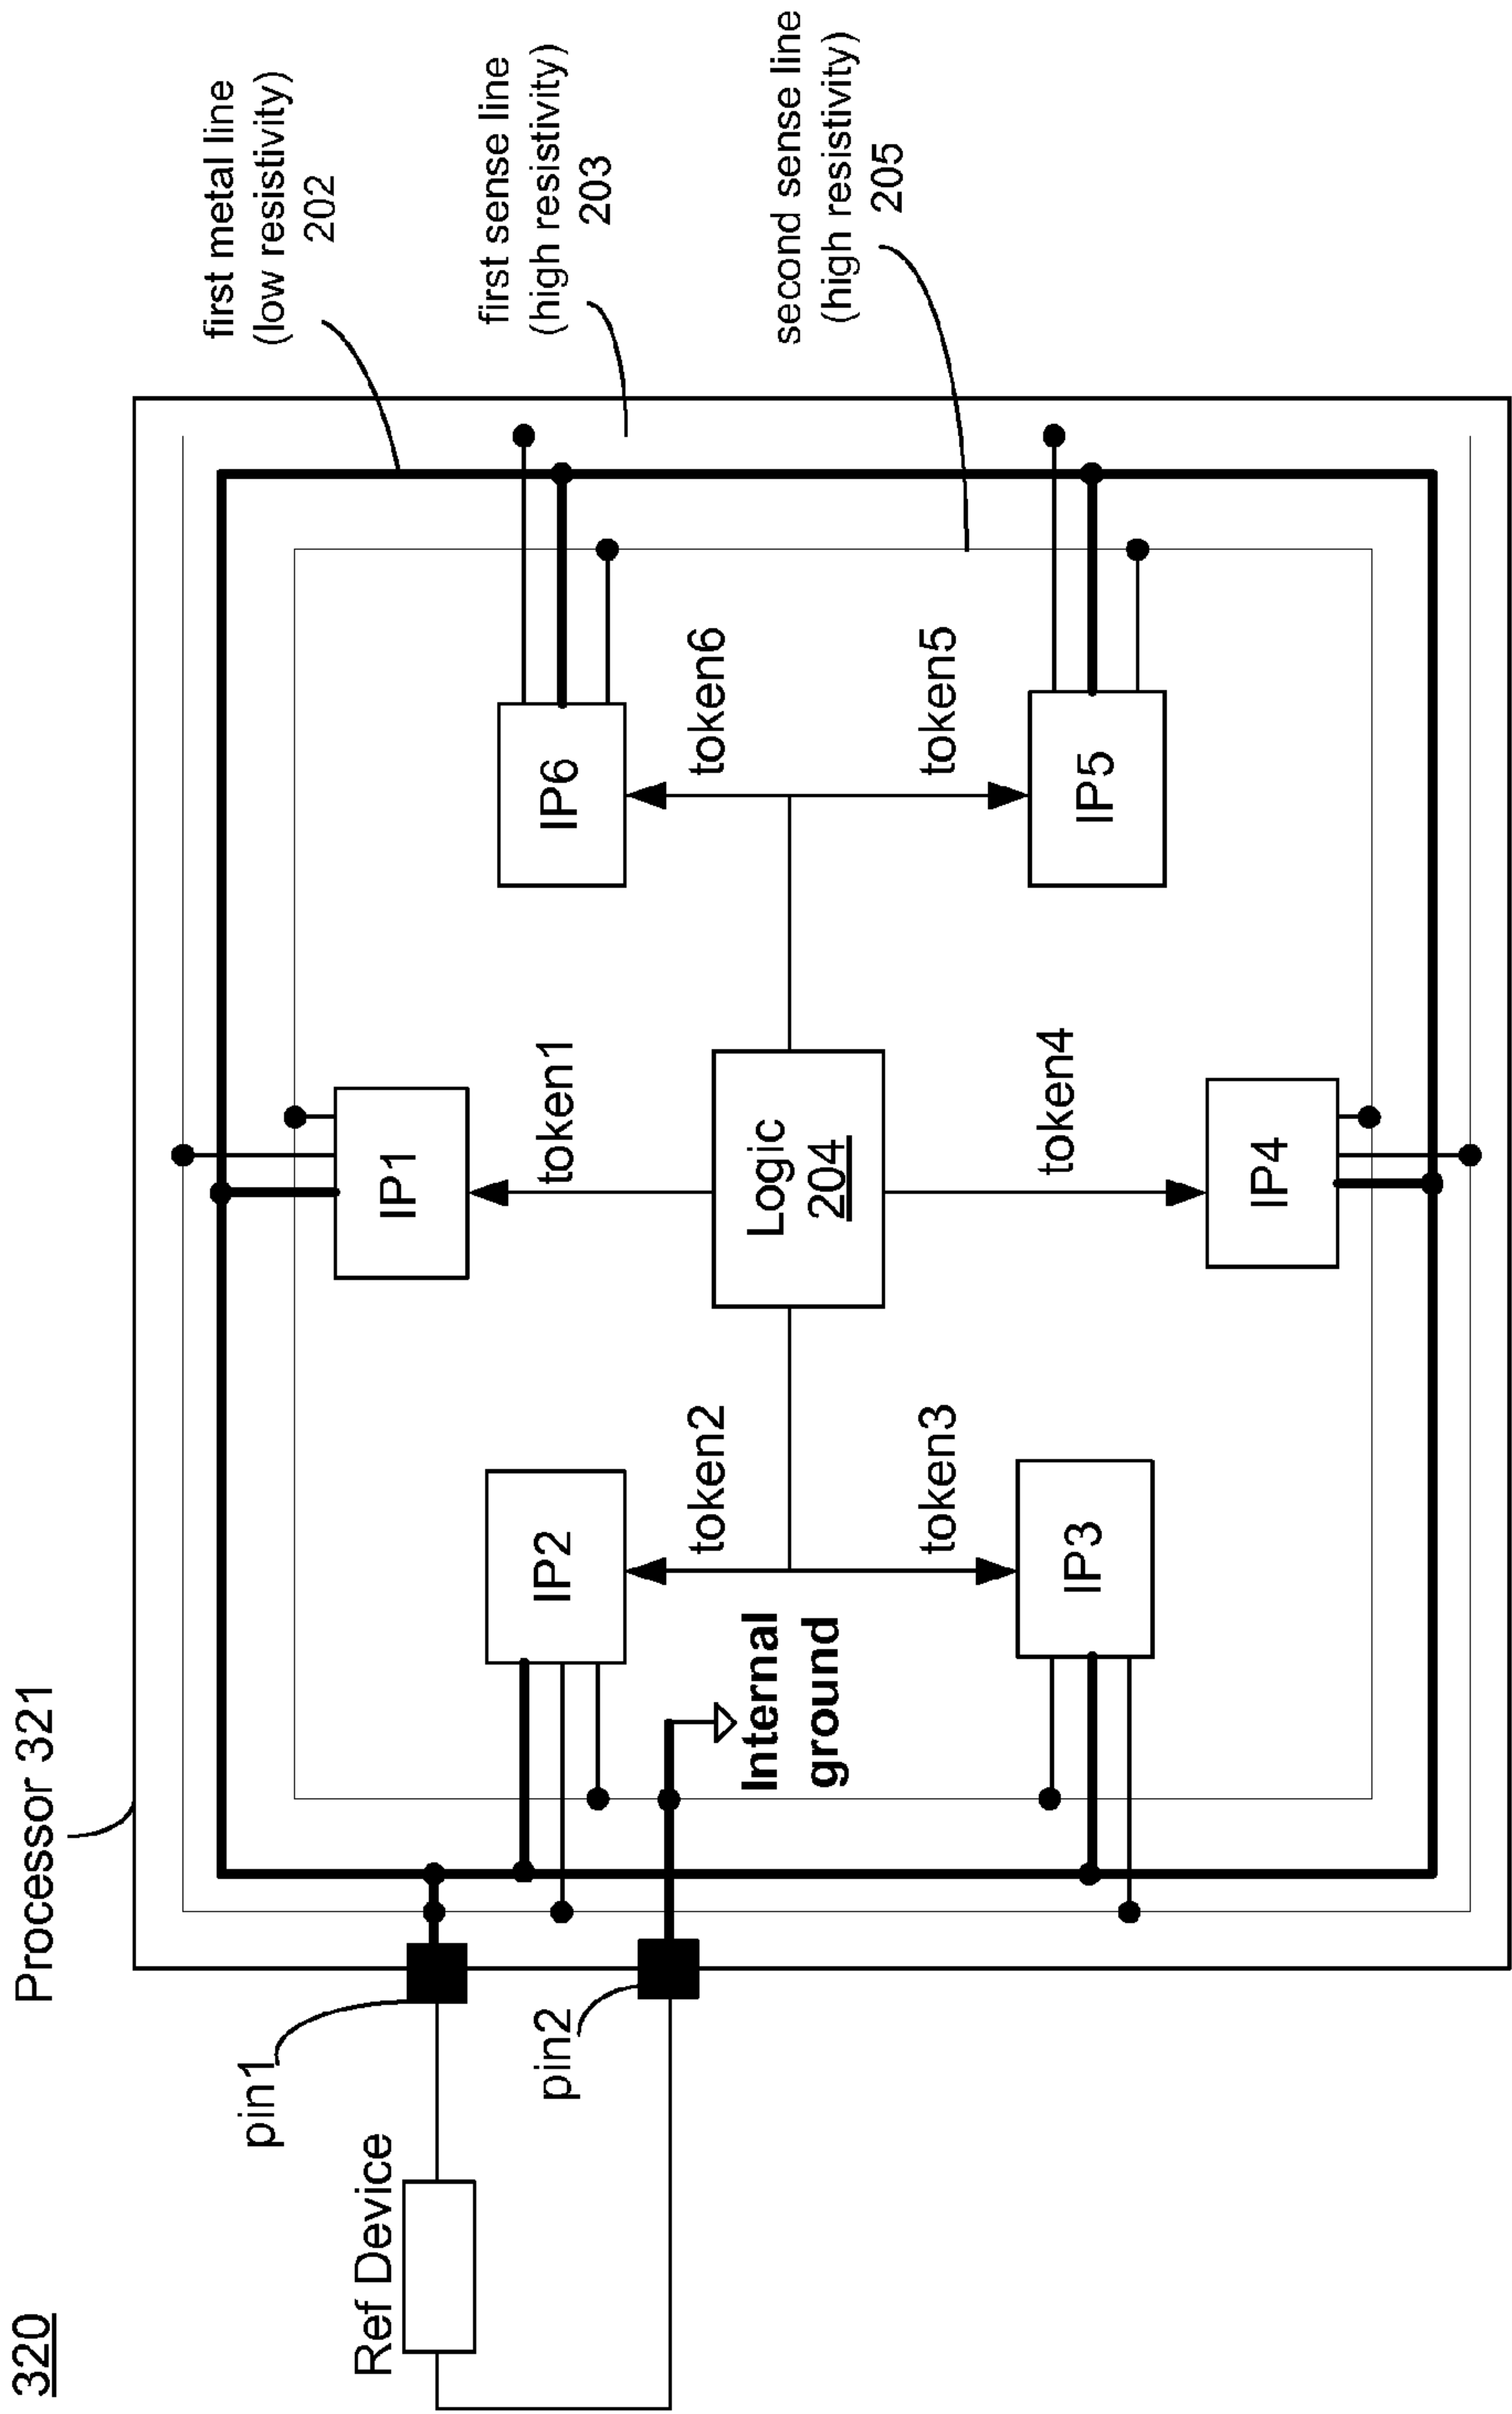 320
Processor 321
first metal line
(low resistivity)
202
first sense line
(high resistivity)
203
second sense line
(high resistivity)
205
Ref Device
pin1
pin2
IP2
IP1
IP6
token2
token1
token6
Internal
ground
Logic
204
token3
token4
token5
IP3
IP4
IP5